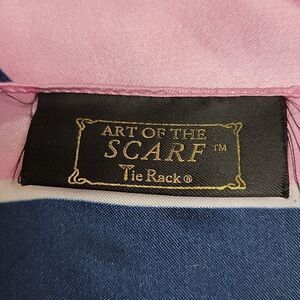 ART OF THE
SCARF™
Tie Rack®